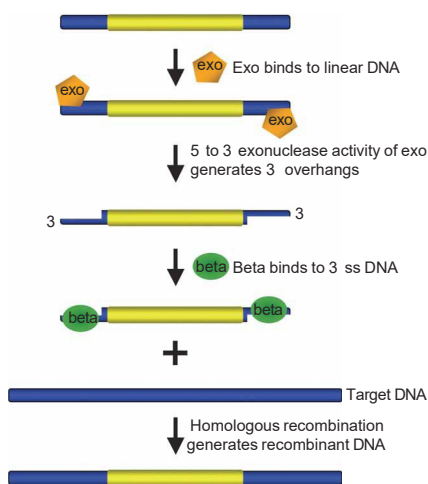 exo
Exo binds to linear DNA
exo
exo
5 to 3 exonuclease activity of exo
generates 3 overhangs
3
3
beta
Beta binds to 3 ss DNA
beta
beta
+
Target DNA
Homologous recombination
generates recombinant DNA